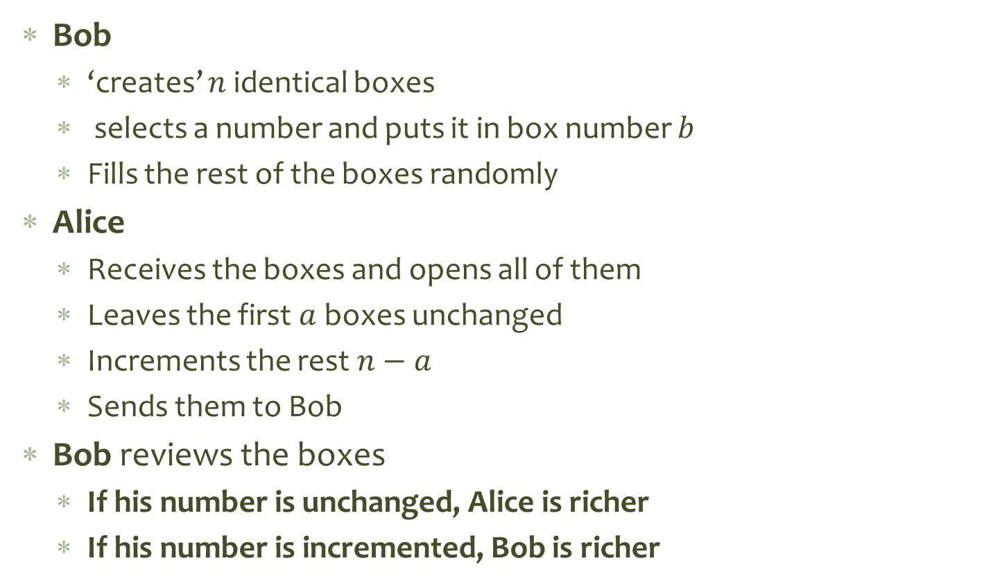 * Bob
* ‘creates’ n identical boxes
* selects a number and puts it in box number b
* Fills the rest of the boxes randomly
* Alice
* Receives the boxes and opens all of them
* Leaves the first a boxes unchanged
* Increments the rest n − a
* Sends them to Bob
* Bob reviews the boxes
* If his number is unchanged, Alice is richer
* If his number is incremented, Bob is richer